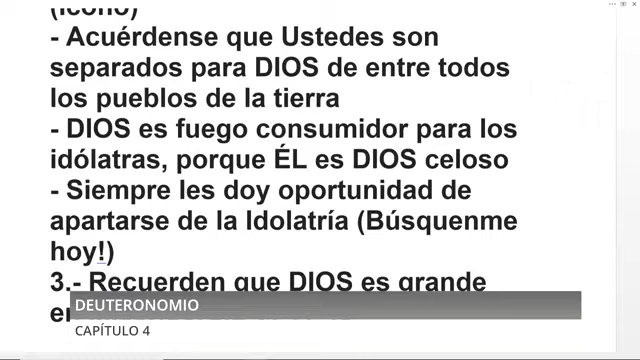 (ícono)
- Acuérdense que Ustedes son
separados para DIOS de entre todos
los pueblos de la tierra
- DIOS es fuego consumidor para los
idólatras, porque ÉL es DIOS celoso
- Siempre les doy oportunidad de
apartarse de la Idolatría (Búsquenme
hoy!)
3.- Recuerden que DIOS es grande
DEUTERONOMIO
CAPÍTULO 4